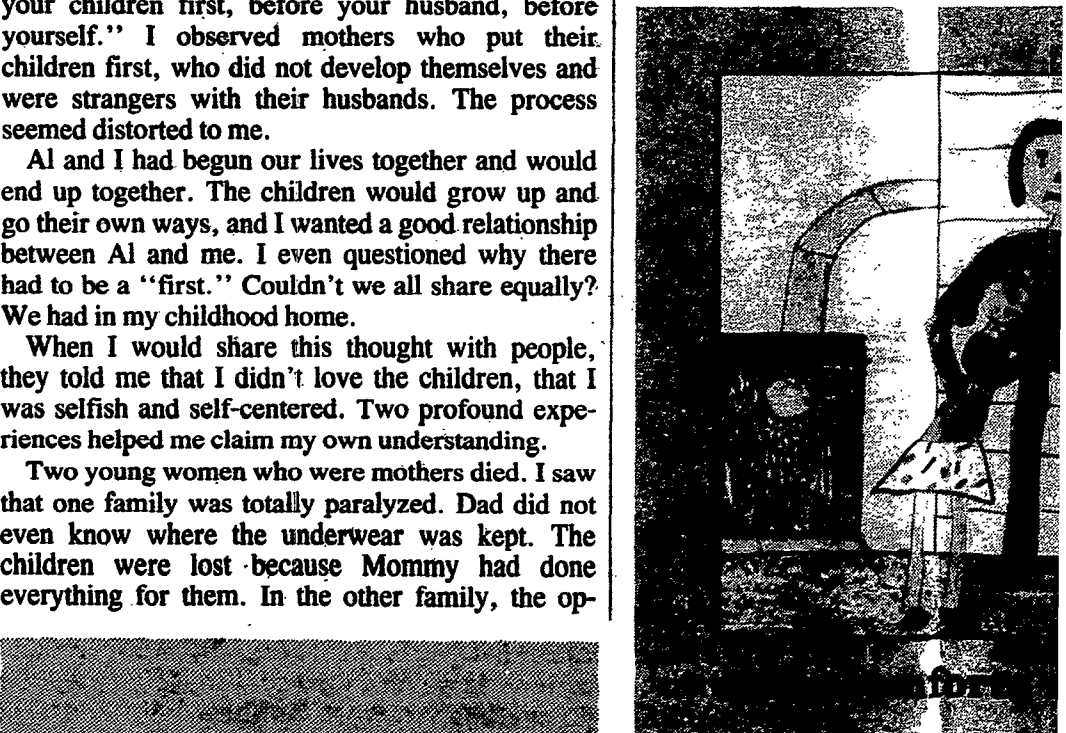 your children first, before your husband, before
yourself.” I observed mothers who put their
children first, who did not develop themselves and
were strangers with their husbands. The process
seemed distorted to me.
Al and I had begun our lives together and would
end up together. The children would grow up and
go their own ways, and I wanted a good relationship
between Al and me. I even questioned why there
had to be a “first.” Couldn’t we all share equally?
We had in my childhood home.
When I would share this thought with people,
they told me that I didn’t love the children, that I
was selfish and self-centered. Two profound expe-
riences helped me claim my own understanding.
Two young women who were mothers died. I saw
that one family was totally paralyzed. Dad did not
even know where the underwear was kept. The
children were lost because Mommy had done
everything for them. In the other family, the op-